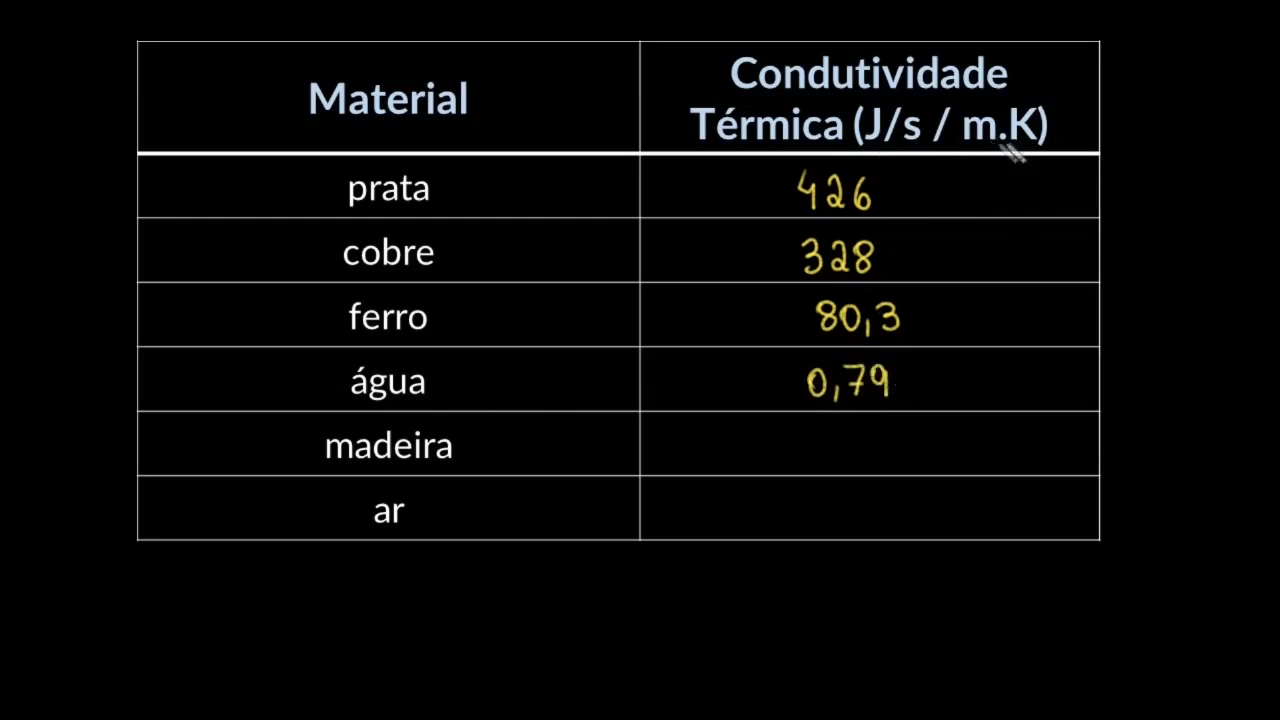 Material
Condutividade
Térmica (J/s / m.K)
prata 426
cobre 328
ferro 80,3
água 0,79
madeira
ar